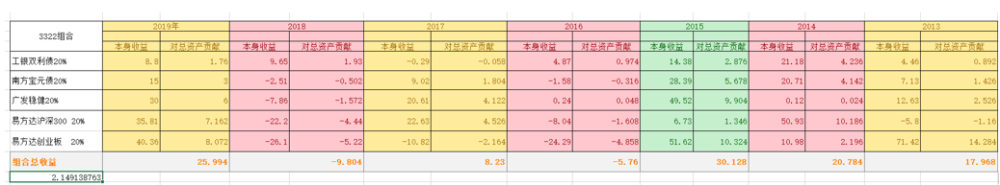 3322组合 2019年 2018 2017 2016 2015 2014 2013
本身收益 对总资产贡献 本身收益 对总资产贡献 本身收益 对总资产贡献 本身收益 对总资产贡献 本身收益 对总资产贡献 本身收益 对总资产贡献 本身收益 对总资产贡献
工银双利债20% 8.8 1.76 9.65 1.93 -0.29 -0.058 4.87 0.974 14.38 2.876 21.18 4.236 4.46 0.892
南方宝元债20% 15 3 -2.51 -0.502 9.02 1.804 -1.58 -0.316 28.39 5.678 20.71 4.142 7.13 1.426
广发稳健20% 30 6 -7.86 -1.572 20.61 4.122 0.24 0.048 49.52 9.904 0.12 0.024 12.63 2.526
易方达沪深300 20% 35.81 7.162 -22.2 -4.44 22.63 4.526 -8.04 -1.608 6.73 1.346 50.93 10.186 -5.8 -1.16
易方达创业板 20% 40.36 8.072 -26.1 -5.22 -10.82 -2.164 -24.29 -4.858 51.62 10.324 10.98 2.196 71.42 14.284
组合总收益 25.994 -9.804 8.23 -5.76 30.128 20.784 17.968
2.149138763